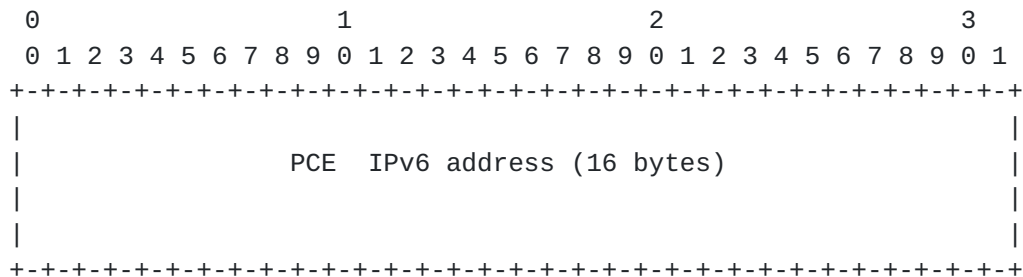 0                   1                   2                   3
0 1 2 3 4 5 6 7 8 9 0 1 2 3 4 5 6 7 8 9 0 1 2 3 4 5 6 7 8 9 0 1
+-+-+-+-+-+-+-+-+-+-+-+-+-+-+-+-+-+-+-+-+-+-+-+-+-+-+-+-+-+-+-+-+
|                                                               |
|                 PCE  IPv6 address (16 bytes)                  |
|                                                               |
|                                                               |
+-+-+-+-+-+-+-+-+-+-+-+-+-+-+-+-+-+-+-+-+-+-+-+-+-+-+-+-+-+-+-+-+